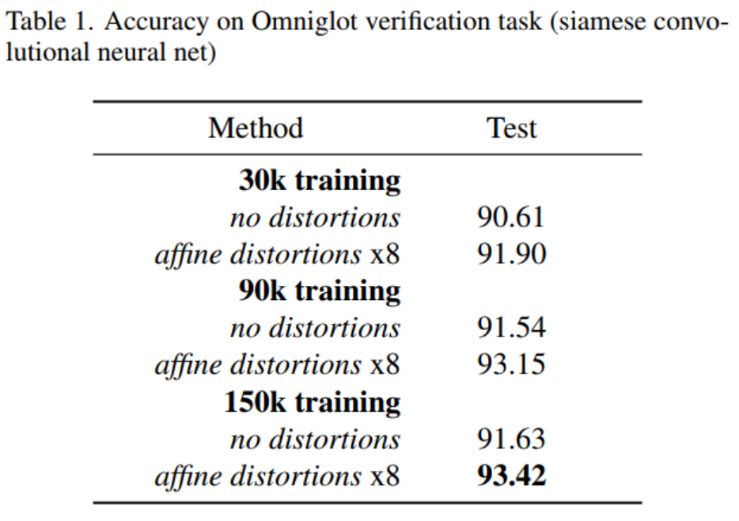 Table 1. Accuracy on Omniglot verification task (siamese convo-
lutional neural net)
Method Test
30k training
no distortions 90.61
affine distortions x8 91.90
90k training
no distortions 91.54
affine distortions x8 93.15
150k training
no distortions 91.63
affine distortions x8 93.42